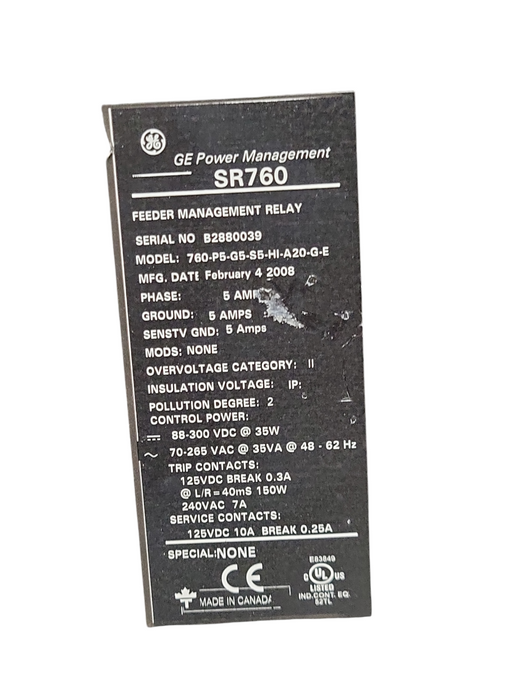 GE Power Management
SR760
FEEDER MANAGEMENT RELAY
SERIAL NO B2880039
MODEL: 760-P5-G5-S5-HI-A20-G-E
MFG. DATE February 4 2008
PHASE: 5
GROUND: 5 AMPS
SENSTV GND: 5 Amps
MODS: NONE
OVERVOLTAGE CATEGORY: II
INSULATION VOLTAGE: IP:
POLLUTION DEGREE: 2
CONTROL POWER:
88-300 VDC @ 35W
~ 70-265 VAC @ 35VA @ 48 - 62 Hz
TRIP CONTACTS:
125VDC BREAK 0.3A
@ L/R = 40mS 150W
240VAC 7A
SERVICE CONTACTS:
125VDC 10A BREAK 0.25A
SPECIAL:NONE
CE
MADE IN CANADA
E83849
C UL US
LISTED
IND.CONT. EQ.
52TL